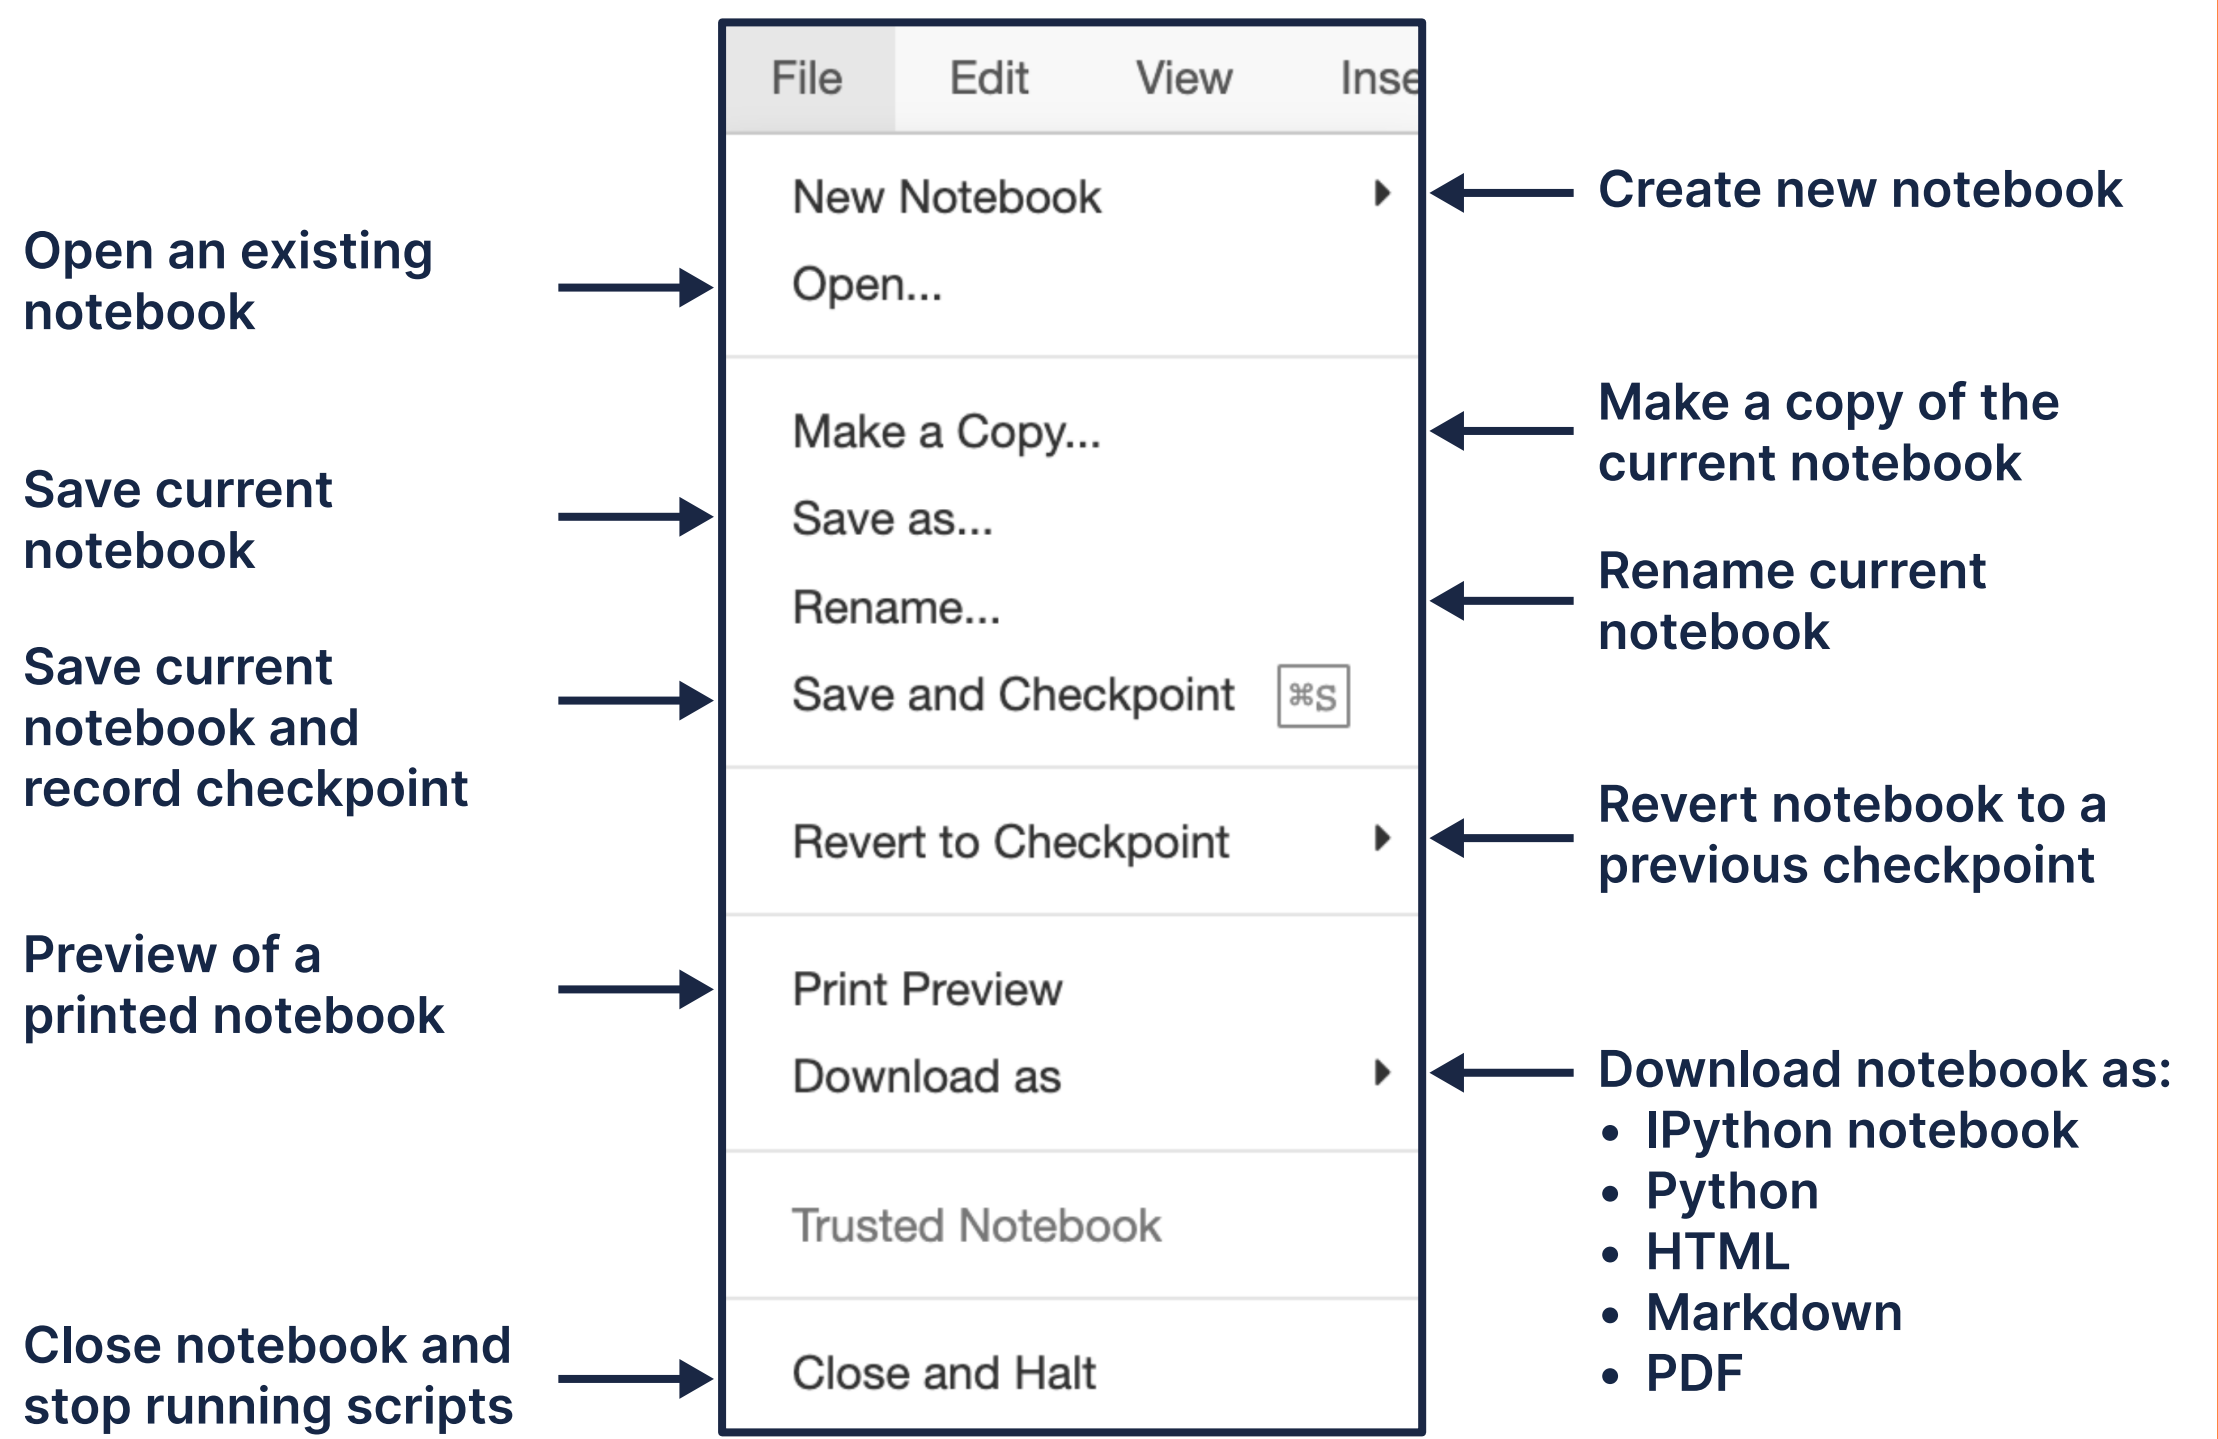 File Edit View Inse
New Notebook
Create new notebook
Open an existing
notebook
Open...
Make a Copy...
Make a copy of the
current notebook
Save current
notebook
Save as...
Rename...
Rename current
notebook
Save current
notebook and
record checkpoint
Save and Checkpoint ⌘S
Revert to Checkpoint
Revert notebook to a
previous checkpoint
Preview of a
printed notebook
Print Preview
Download as
Download notebook as:
• IPython notebook
• Python
• HTML
• Markdown
• PDF
Trusted Notebook
Close notebook and
stop running scripts
Close and Halt